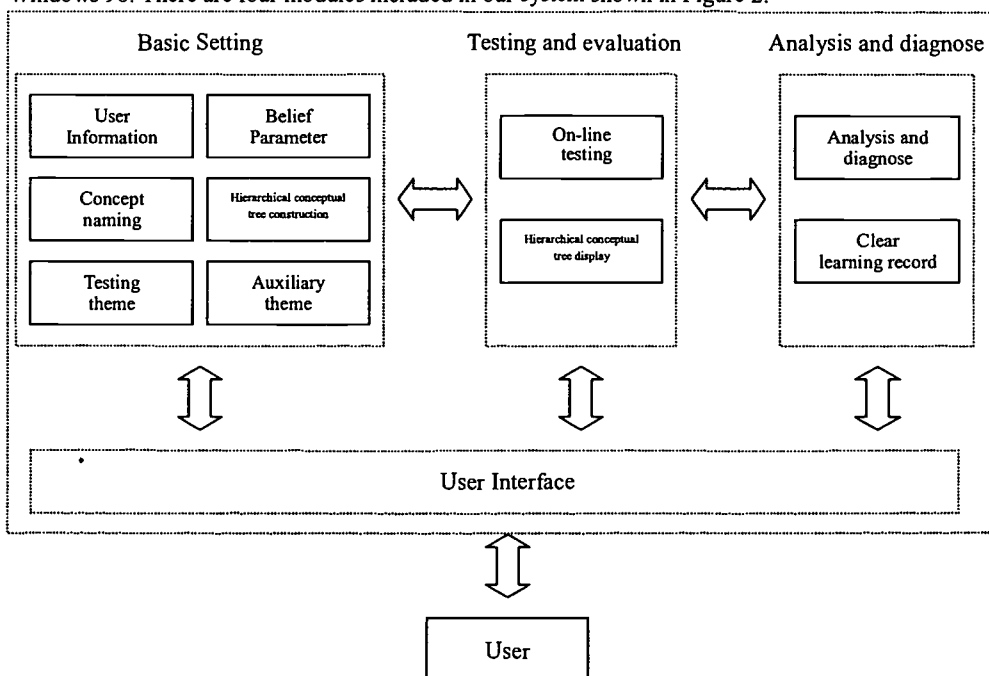 Windows 98. There are four modules included in our system shown in Figure 2.
Basic Setting
Testing and evaluation
Analysis and diagnose
User
Information
Belief
Parameter
Concept
naming
Hierarchical conceptual
tree construction
Testing
theme
Auxiliary
theme
On-line
testing
Hierarchical conceptual
tree display
Analysis and
diagnose
Clear
learning record
User Interface
User